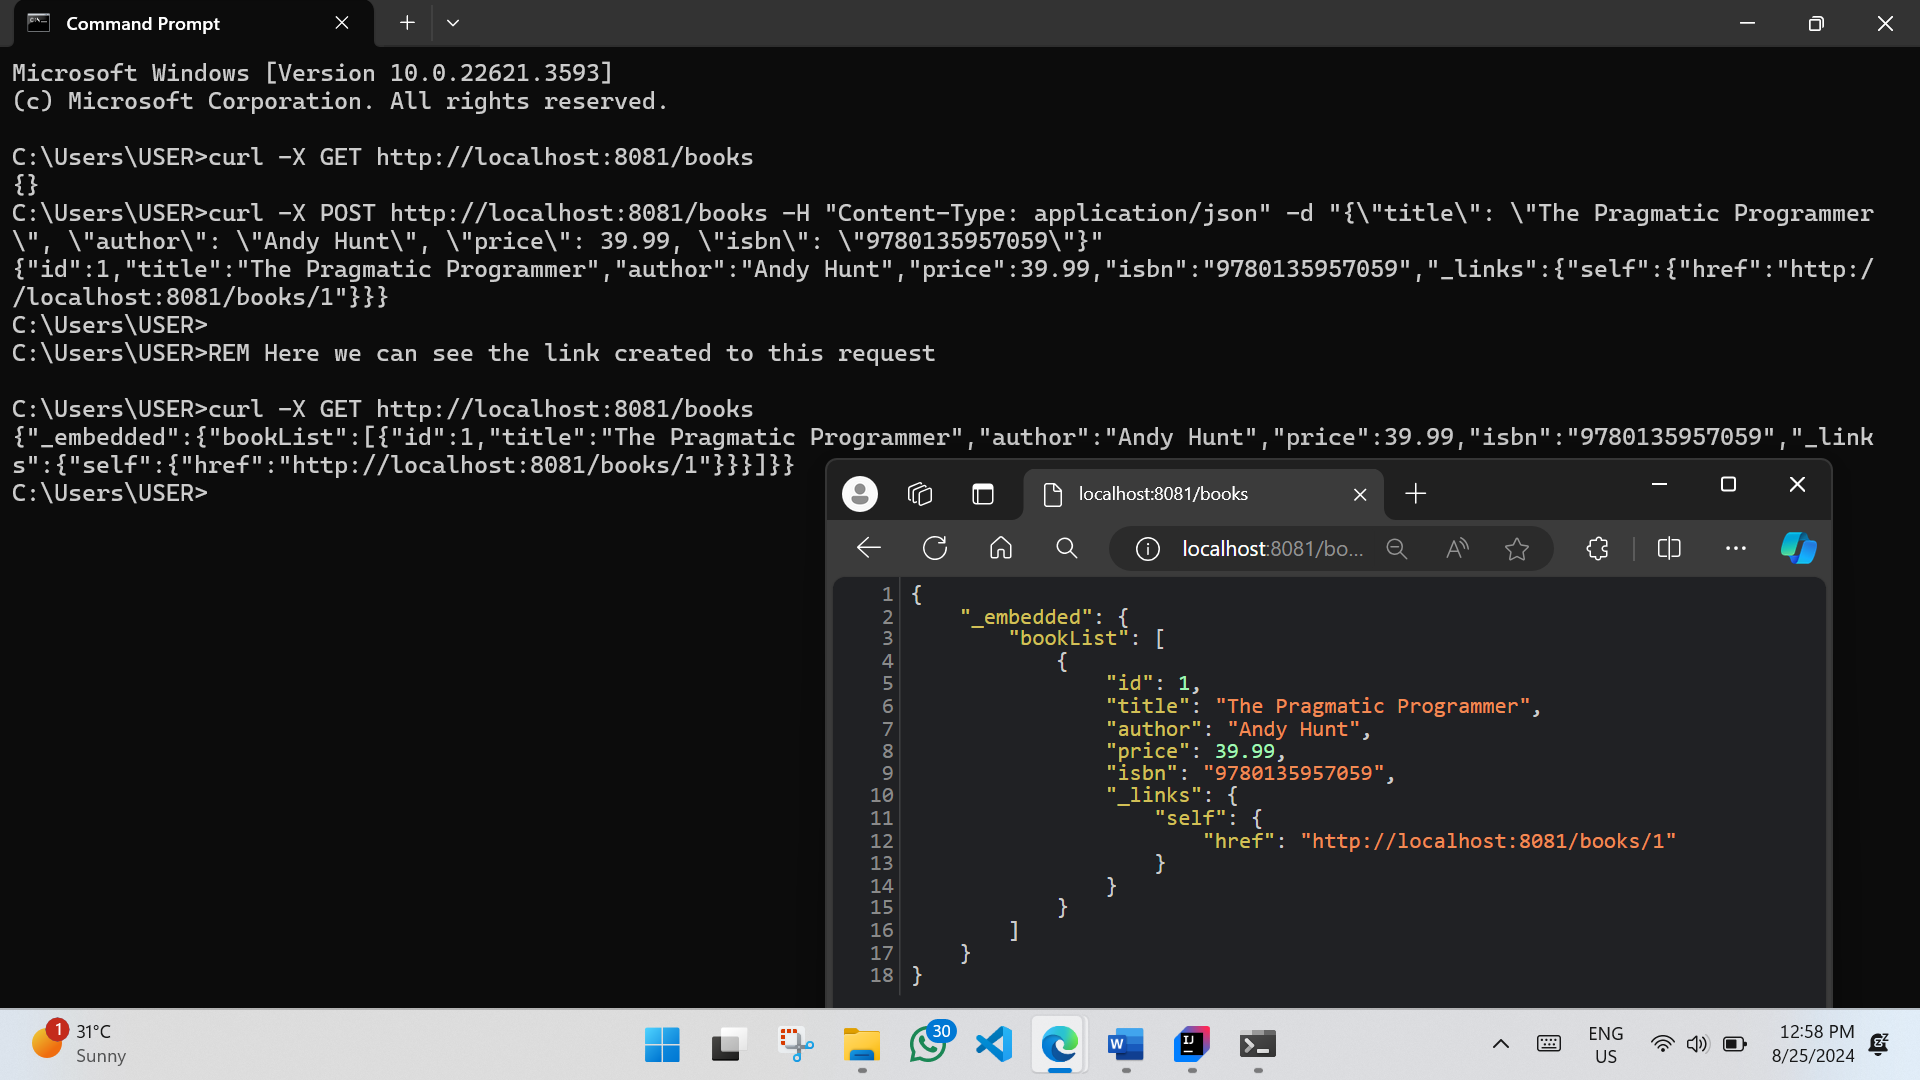 Command Prompt
Microsoft Windows [Version 10.0.22621.3593]
(c) Microsoft Corporation. All rights reserved.
C:\Users\USER>curl -X GET http://localhost:8081/books
{}
C:\Users\USER>curl -X POST http://localhost:8081/books -H "Content-Type: application/json" -d "{\"title\": \"The Pragmatic Programmer
\", \"author\": \"Andy Hunt\", \"price\": 39.99, \"isbn\": \"9780135957059\"}"
{"id":1,"title":"The Pragmatic Programmer","author":"Andy Hunt","price":39.99,"isbn":"9780135957059","_links":{"self":{"href":"http:/
/localhost:8081/books/1"}}}
C:\Users\USER>
C:\Users\USER>REM Here we can see the link created to this request
C:\Users\USER>curl -X GET http://localhost:8081/books
{"_embedded":{"bookList":[{"id":1,"title":"The Pragmatic Programmer","author":"Andy Hunt","price":39.99,"isbn":"9780135957059","_link
s":{"self":{"href":"http://localhost:8081/books/1"}}}]}}
C:\Users\USER>
localhost:8081/books
localhost:8081/bo...
1 {
2 "_embedded": {
3 "bookList": [
4 {
5 "id": 1,
6 "title": "The Pragmatic Programmer",
7 "author": "Andy Hunt",
8 "price": 39.99,
9 "isbn": "9780135957059",
10 "_links": {
11 "self": {
12 "href": "http://localhost:8081/books/1"
13 }
14 }
15 }
16 ]
17 }
18 }
1
31°C
Sunny
30
ENG
US
12:58 PM
8/25/2024